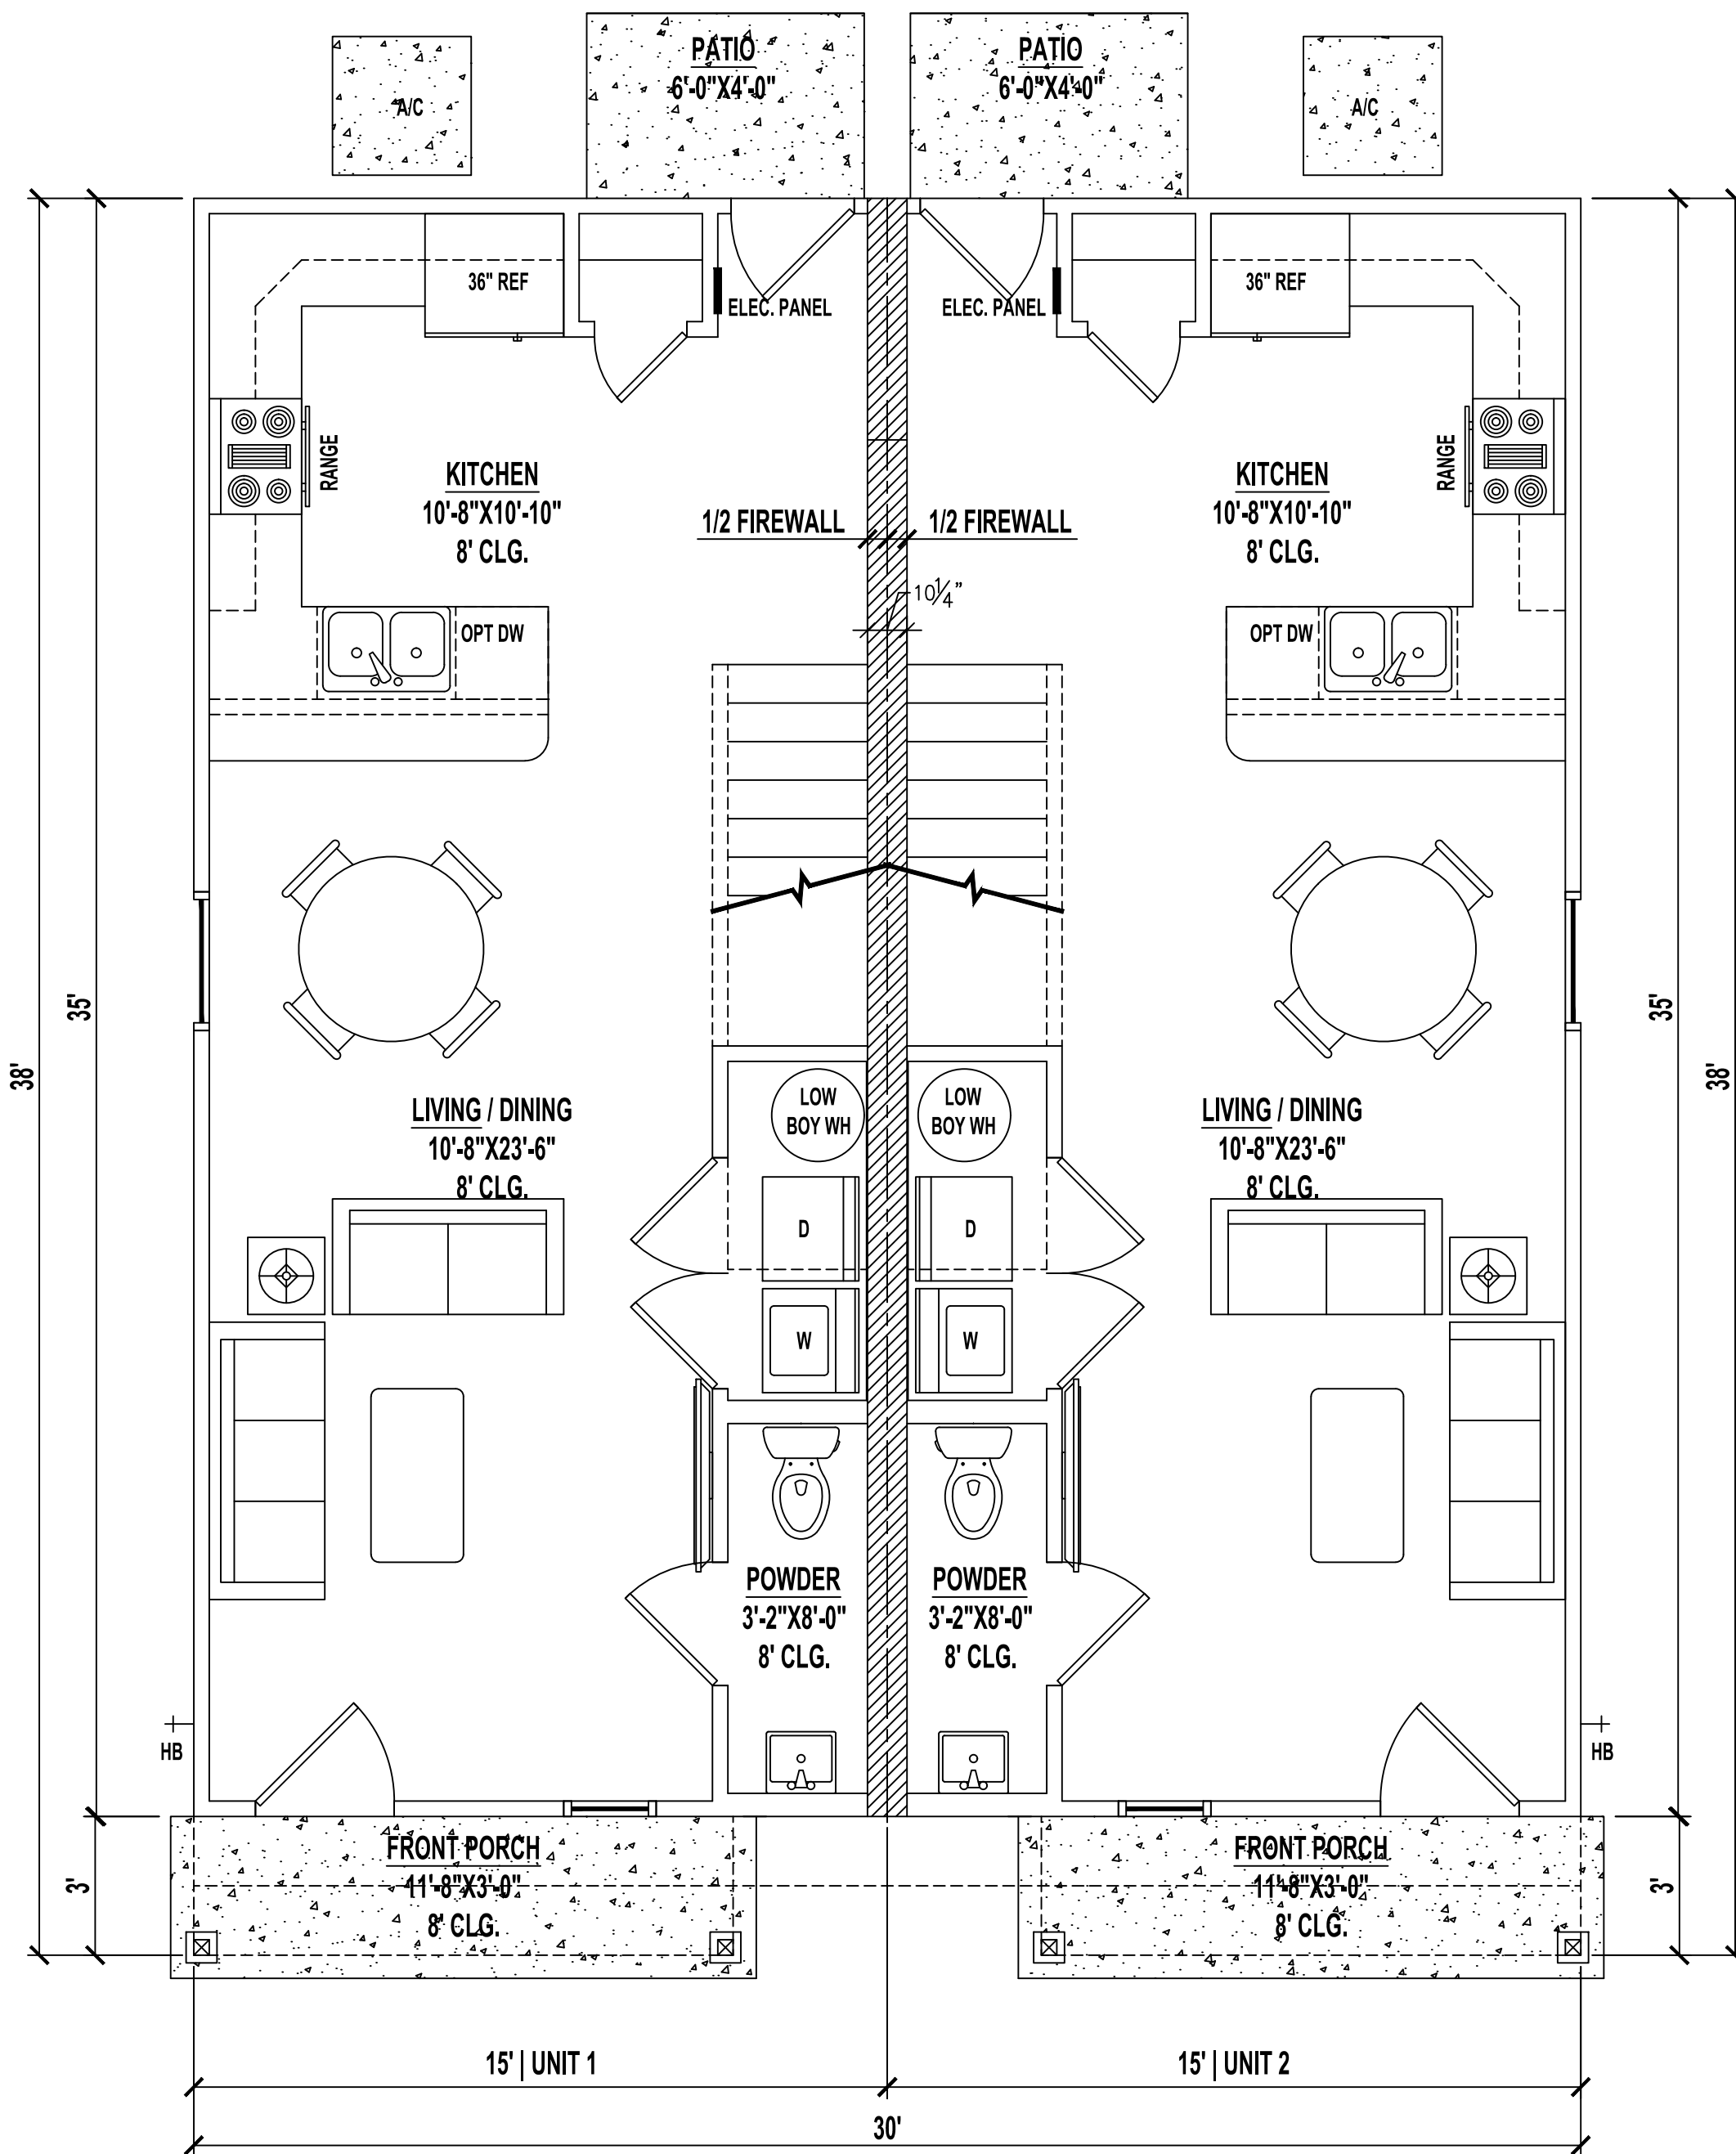 PATIO
6'-0"X4'-0"
PATIO
6'-0"X4'-0"
A/C
A/C
36" REF
36" REF
ELEC. PANEL
ELEC. PANEL
RANGE
RANGE
KITCHEN
10'-8"X10'-10"
8' CLG.
KITCHEN
10'-8"X10'-10"
8' CLG.
1/2 FIREWALL
1/2 FIREWALL
10 1/4"
OPT DW
OPT DW
35'
38'
35'
38'
LIVING / DINING
10'-8"X23'-6"
8' CLG.
LOW
BOY WH
LOW
BOY WH
LIVING / DINING
10'-8"X23'-6"
8' CLG.
D
D
W
W
POWDER
3'-2"X8'-0"
8' CLG.
POWDER
3'-2"X8'-0"
8' CLG.
HB
HB
FRONT PORCH
11'-8"X3'-0"
8' CLG.
FRONT PORCH
11'-8"X3'-0"
8' CLG.
3'
3'
15' | UNIT 1
15' | UNIT 2
30'